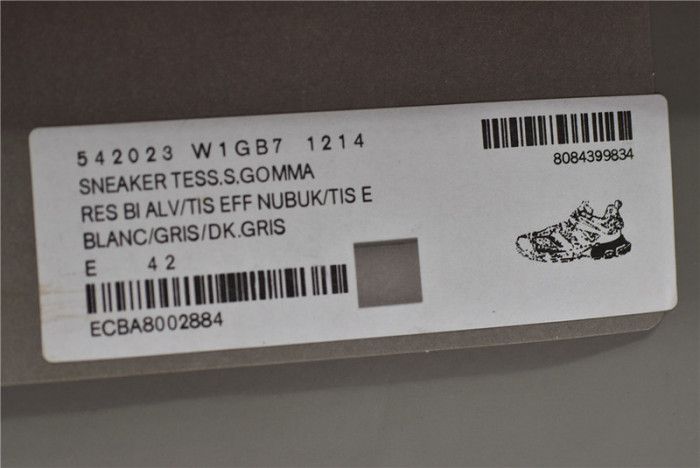 542023 W1GB7 1214
8084399834
SNEAKER TESS.S.GOMMA
RES BI ALV/TIS EFF NUBUK/TIS E
BLANC/GRIS/DK.GRIS
E 42
ECBA8002884